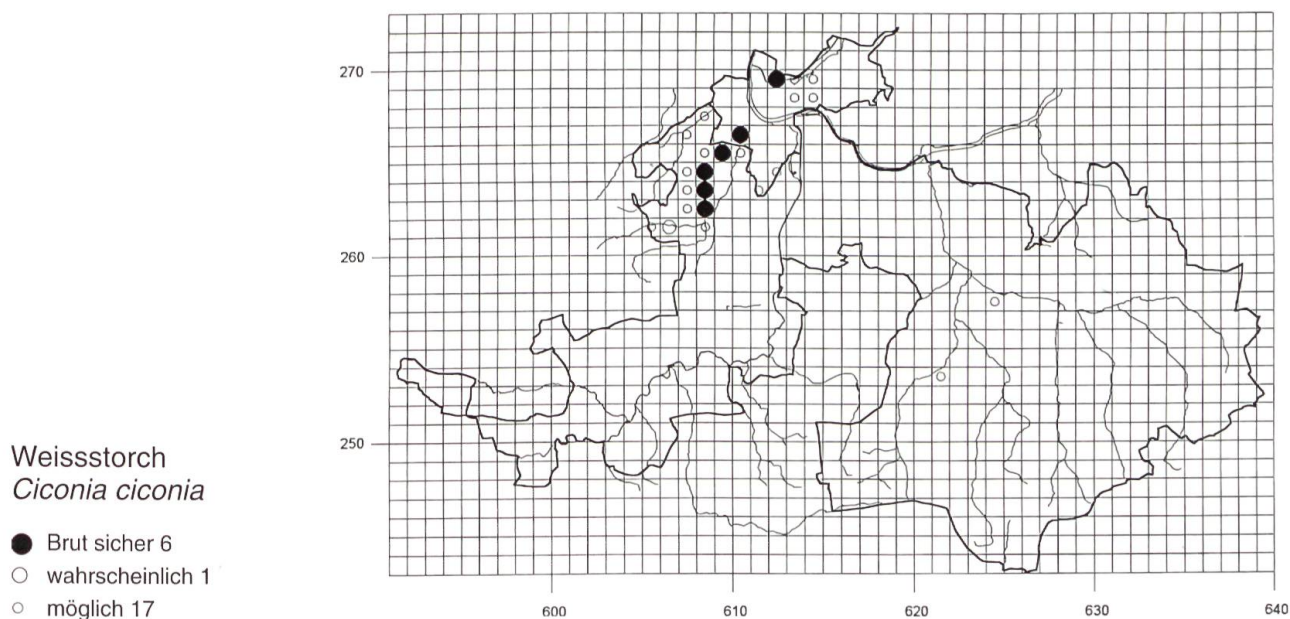 270
260
250
Weissstorch
Ciconia ciconia
Brut sicher 6
wahrscheinlich 1
möglich 17
600
610
620
630
640